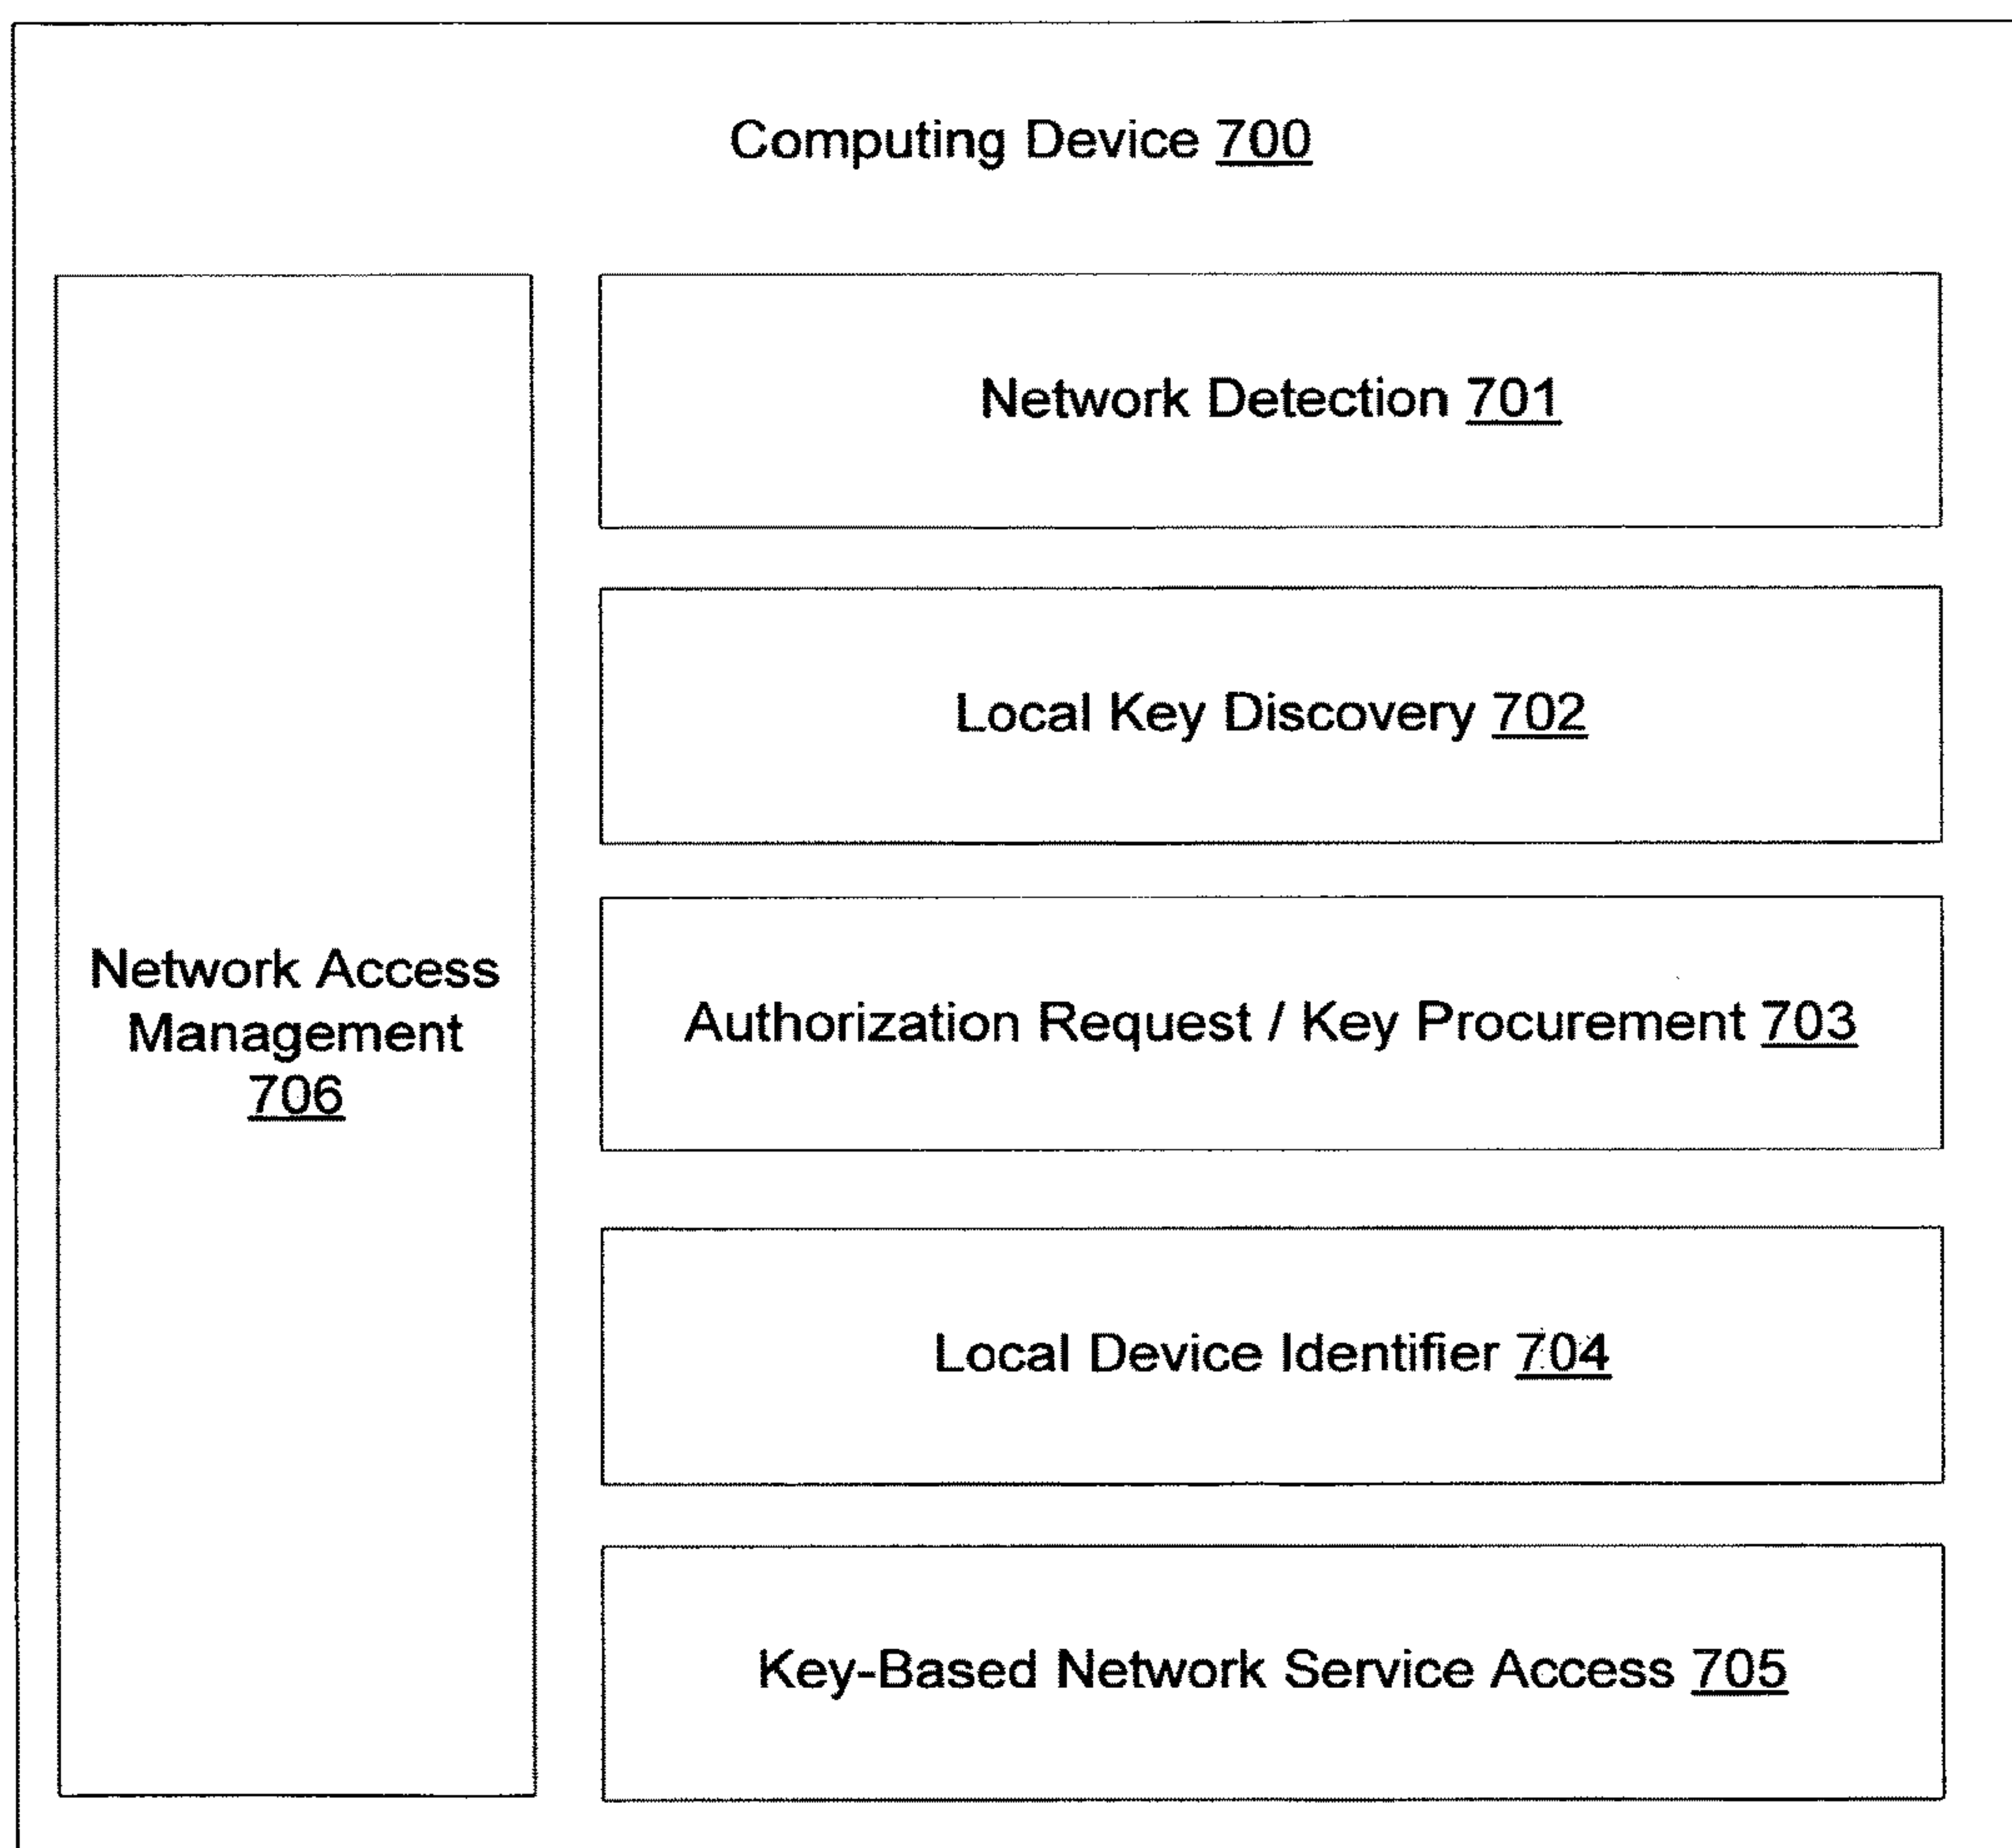 Computing Device 700
Network Detection 701
Local Key Discovery 702
Authorization Request / Key Procurement 703
Local Device Identifier 704
Key-Based Network Service Access 705
Network Access
Management
706